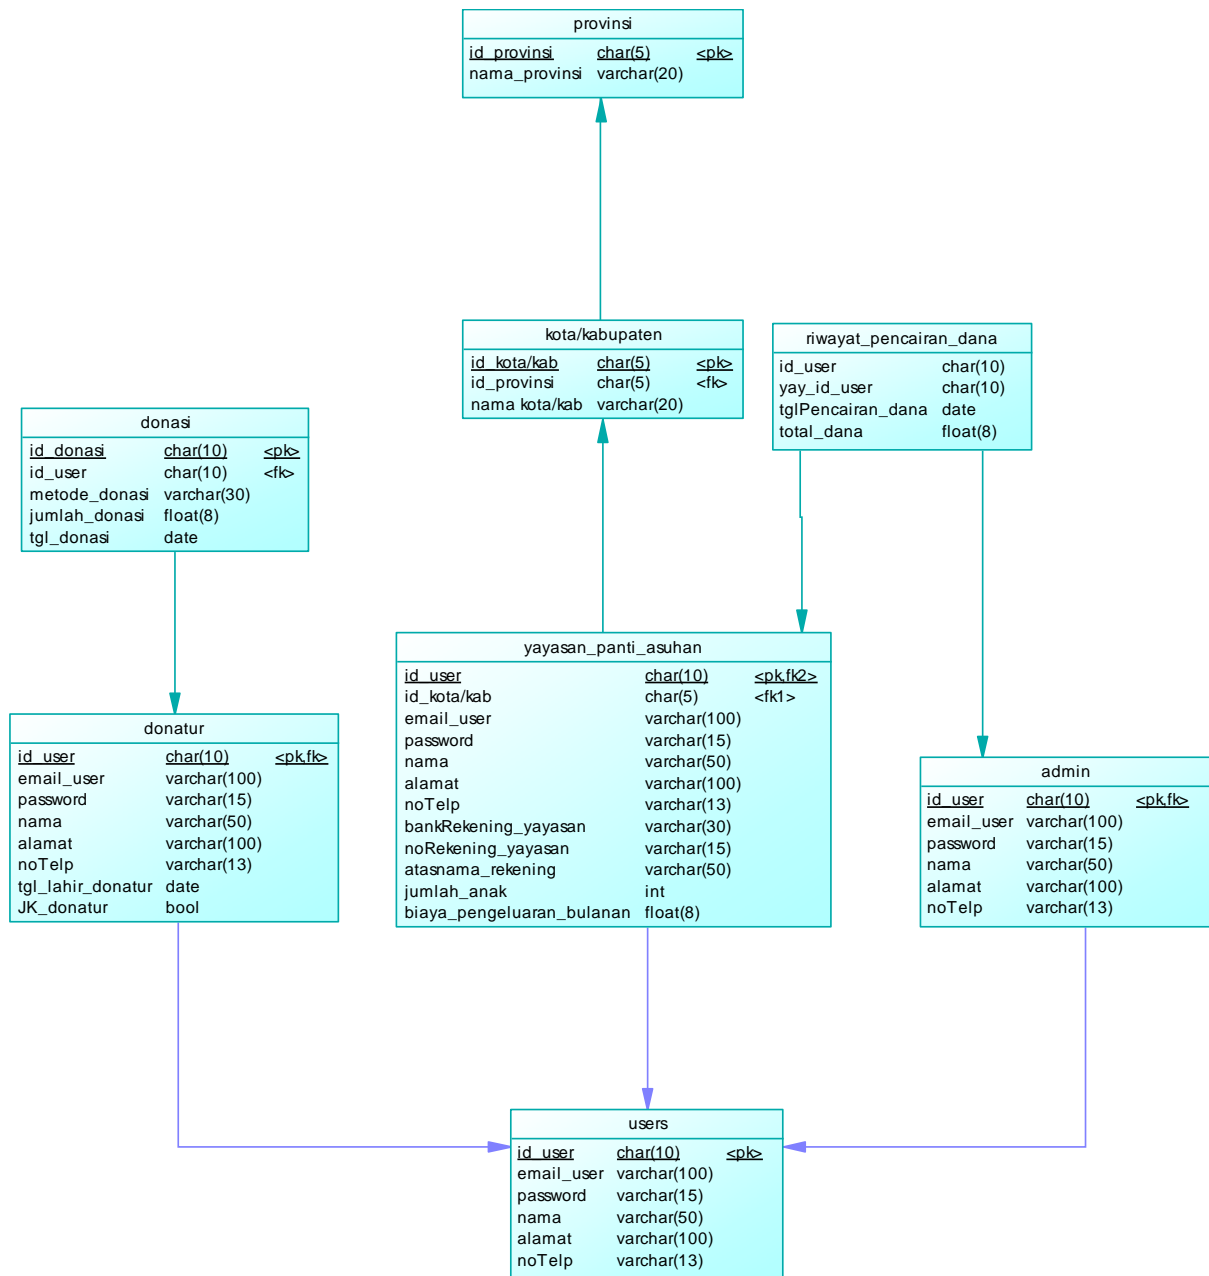 provinsi
id_provinsi char(5) <pk>
nama_provinsi varchar(20)
kota/kabupaten
id_kota/kab char(5) <pk>
id_provinsi char(5) <fk>
nama kota/kab varchar(20)
riwayat_pencairan_dana
id_user char(10)
yay_id_user char(10)
tglPencairan_dana date
total_dana float(8)
donasi
id_donasi char(10) <pk>
id_user char(10) <fk>
metode_donasi varchar(30)
jumlah_donasi float(8)
tgl_donasi date
yayasan_panti_asuhan
id_user char(10) <pk,fk2>
id_kota/kab char(5) <fk1>
email_user varchar(100)
password varchar(15)
nama varchar(50)
alamat varchar(100)
noTelp varchar(13)
bankRekening_yayasan varchar(30)
noRekening_yayasan varchar(15)
atasnama_rekening varchar(50)
jumlah_anak int
biaya_pengeluaran_bulanan float(8)
donatur
id_user char(10) <pk,fk>
email_user varchar(100)
password varchar(15)
nama varchar(50)
alamat varchar(100)
noTelp varchar(13)
tgl_lahir_donatur date
JK_donatur bool
admin
id_user char(10) <pk,fk>
email_user varchar(100)
password varchar(15)
nama varchar(50)
alamat varchar(100)
noTelp varchar(13)
users
id_user char(10) <pk>
email_user varchar(100)
password varchar(15)
nama varchar(50)
alamat varchar(100)
noTelp varchar(13)